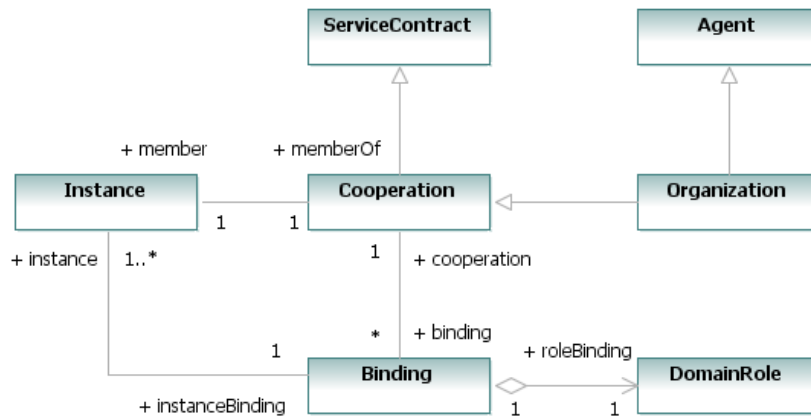 ServiceContract
Agent
+ member
+ memberOf
Instance
Cooperation
Organization
1
1
+ instance
1..*
1
+ cooperation
*
+ binding
1
+ roleBinding
Binding
DomainRole
+ instanceBinding
1
1